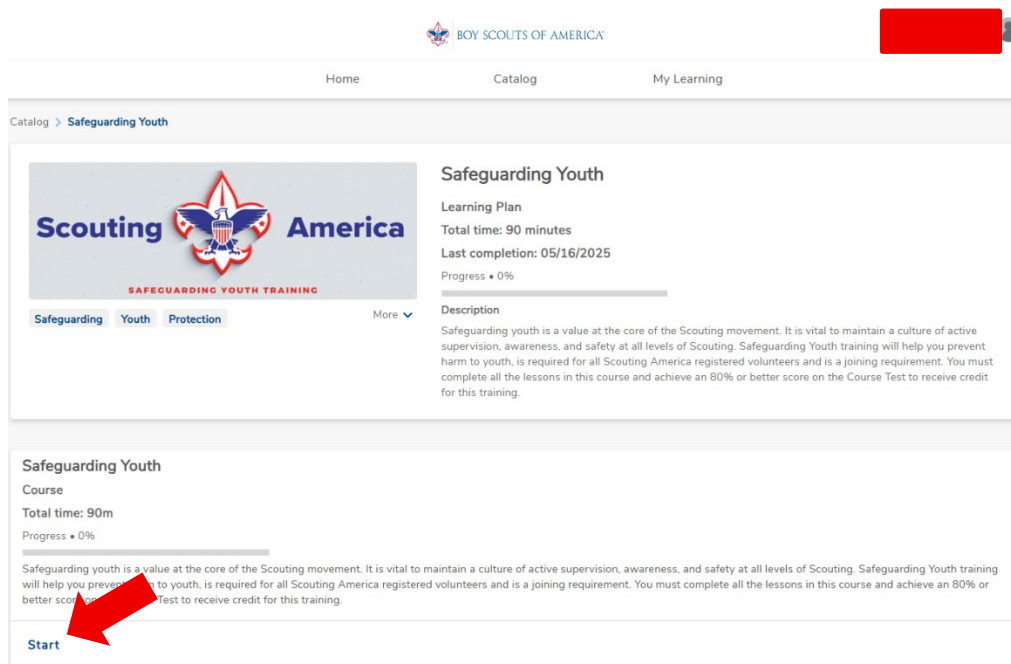 BOY SCOUTS OF AMERICA
Home Catalog My Learning
Catalog > Safeguarding Youth
Scouting America
SAFEGUARDING YOUTH TRAINING
Safeguarding Youth Protection More
Safeguarding Youth
Learning Plan
Total time: 90 minutes
Last completion: 05/16/2025
Progress • 0%
Description
Safeguarding youth is a value at the core of the Scouting movement. It is vital to maintain a culture of active
supervision, awareness, and safety at all levels of Scouting. Safeguarding Youth training will help you prevent
harm to youth, is required for all Scouting America registered volunteers and is a joining requirement. You must
complete all the lessons in this course and achieve an 80% or better score on the Course Test to receive credit
for this training.
Safeguarding Youth
Course
Total time: 90m
Progress • 0%
Safeguarding youth is a value at the core of the Scouting movement. It is vital to maintain a culture of active supervision, awareness, and safety at all levels of Scouting. Safeguarding Youth training
will help you prevent to youth, is required for all Scouting America registered volunteers and is a joining requirement. You must complete all the lessons in this course and achieve an 80% or
better score Test to receive credit for this training.
Start